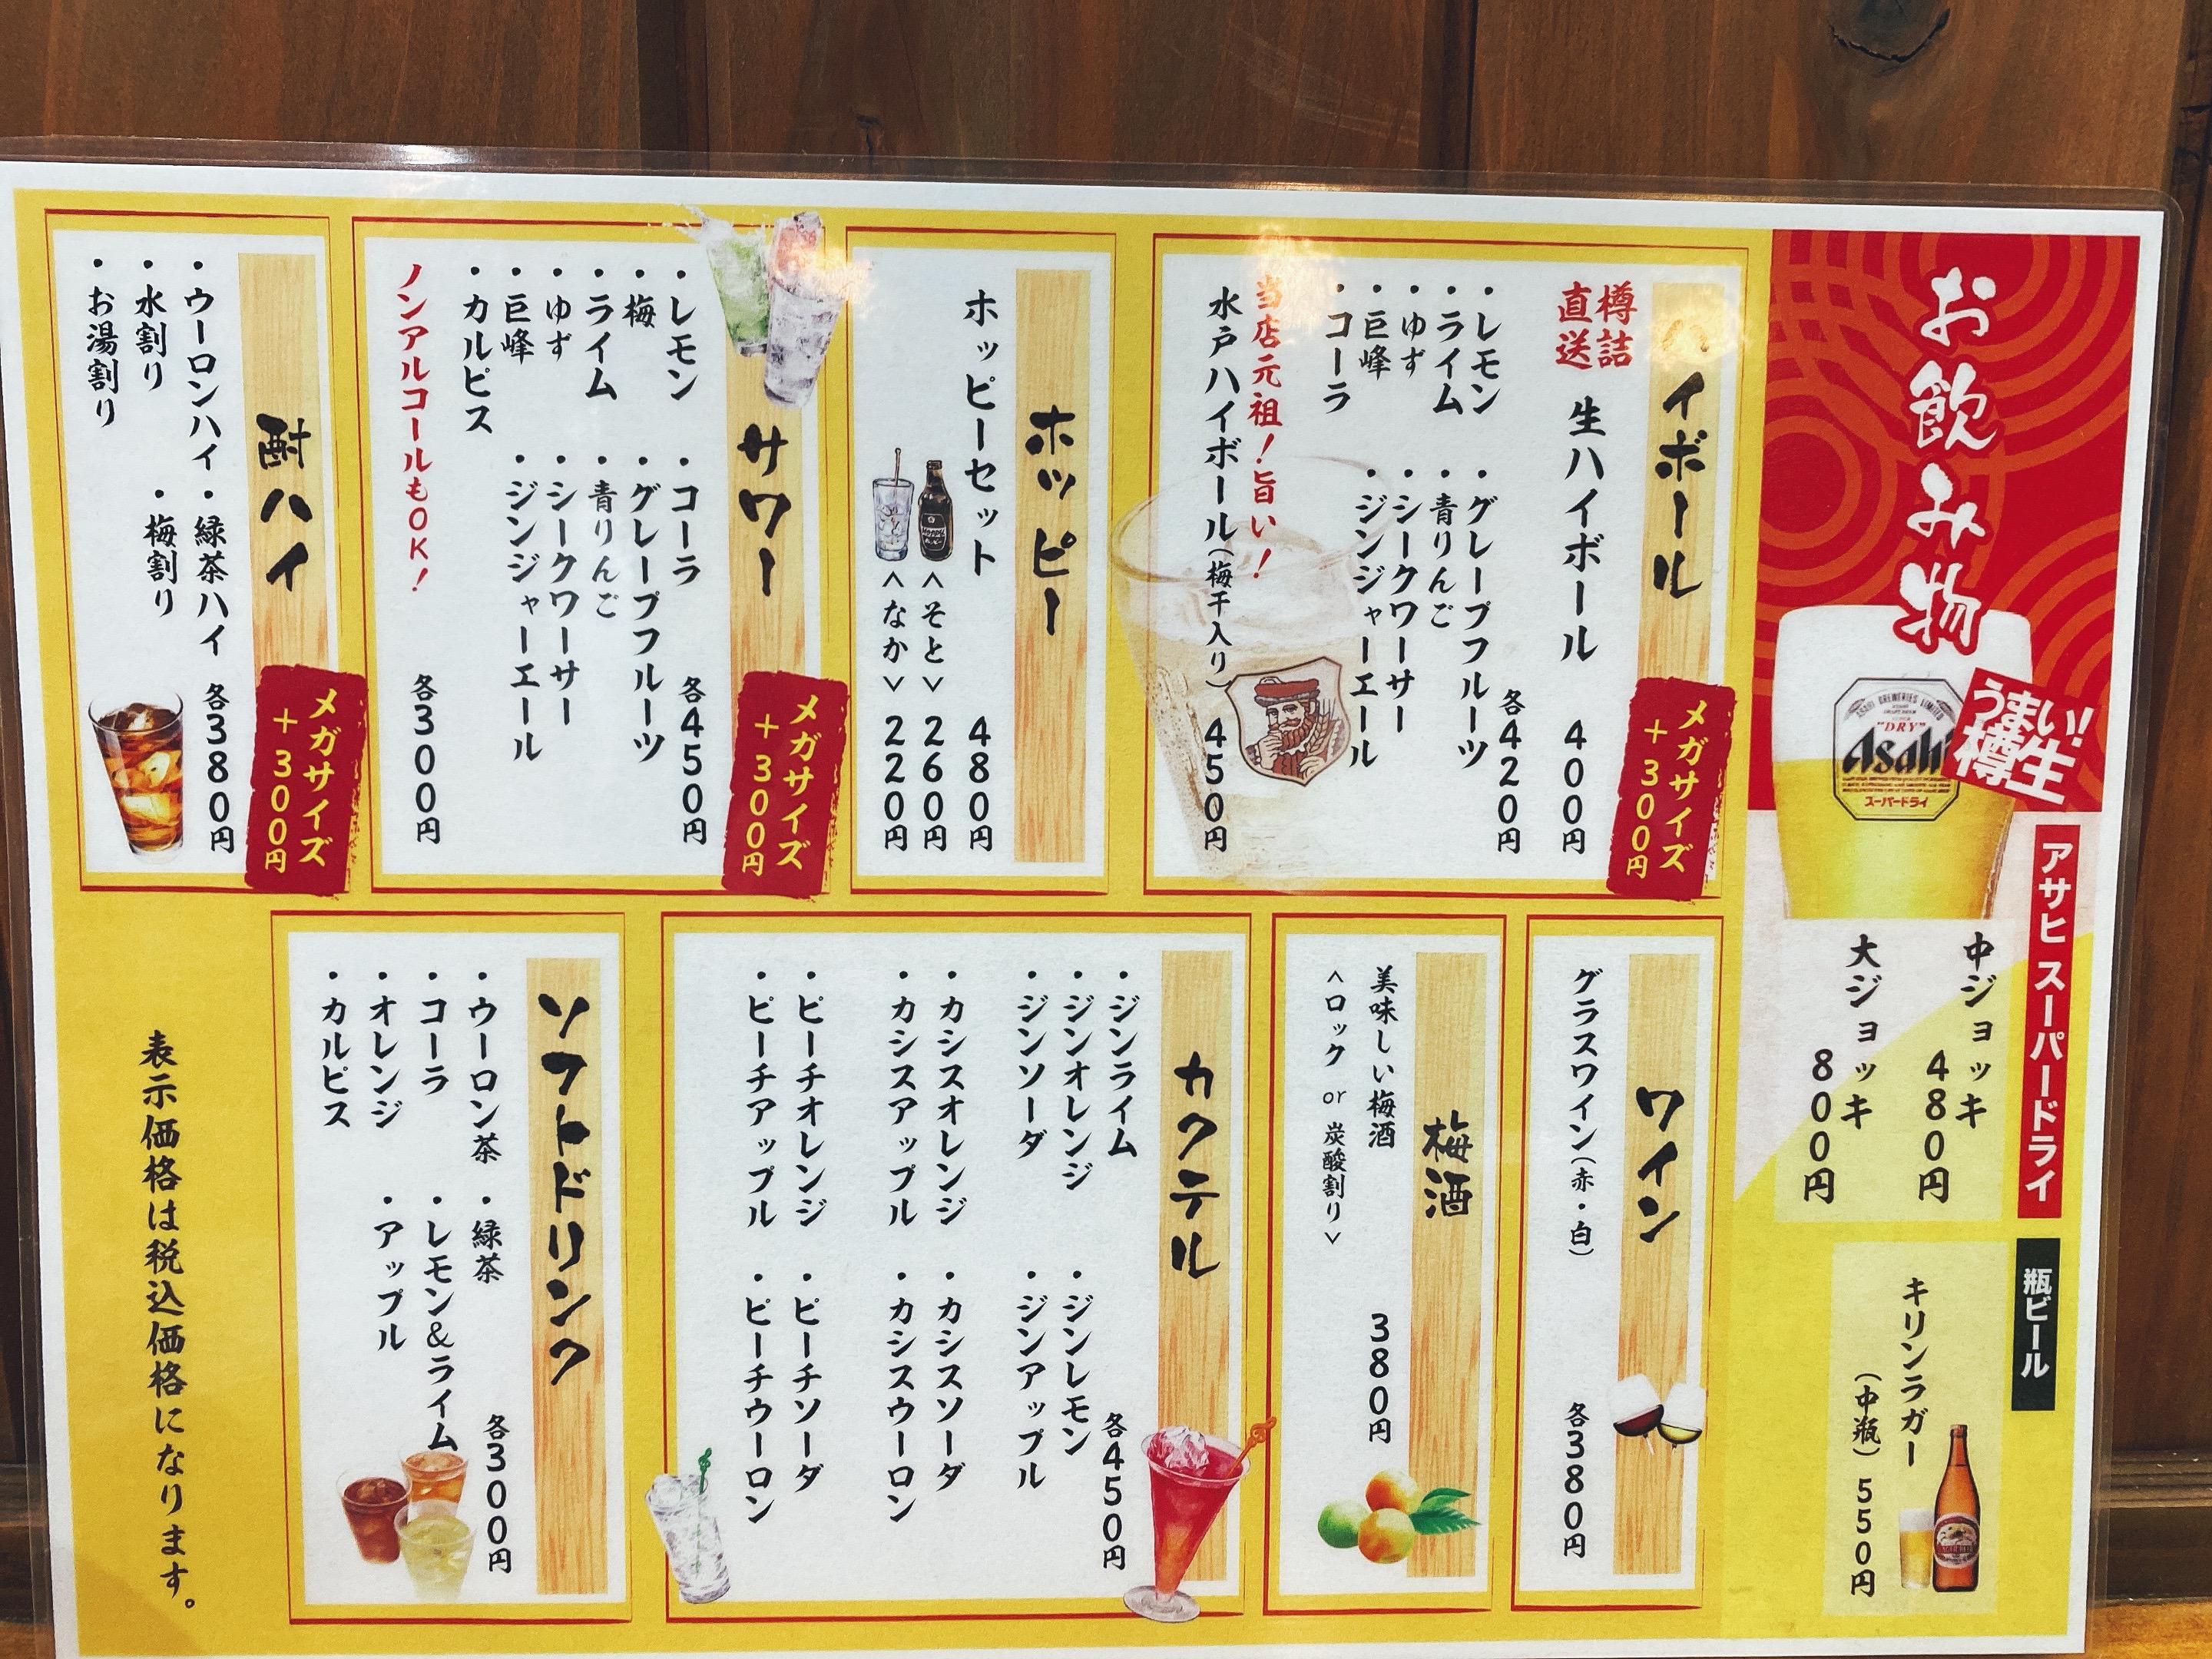 お飲み物
うまい!
樽生
ASAHI BREWERIES LIMITED
"DRY"
Asahi
スーパードライ
アサヒ スーパードライ
中ジョッキ
480円
大ジョッキ
800円
瓶ビール
キリンラガー
(中瓶) 550円
ハイボール
メガサイズ
+300円
樽詰
直送
生ハイボール 400円
各420円
・レモン ・グレープフルーツ
・ライム ・青りんご
・ゆず ・シークワーサー
・巨峰 ・ジンジャーエール
・コーラ
当店元祖!旨い!
水戸ハイボール(梅干入り) 450円
ホッピー
ホッピーセット 480円
<そと> 260円
<なか> 220円
サワー
メガサイズ
+300円
・レモン ・コーラ 各450円
・梅 ・グレープフルーツ
・ライム ・青りんご
・ゆず ・シークワーサー
・巨峰 ・ジンジャーエール
・カルピス
ノンアルコールもOK! 各300円
酎ハイ
メガサイズ
+300円
・ウーロンハイ ・緑茶ハイ 各380円
・水割り ・梅割り
・お湯割り
ワイン
グラスワイン(赤・白) 各380円
梅酒
美味しい梅酒 380円
<ロック or 炭酸割り>
カクテル
・ジンライム 各450円
・ジンオレンジ ・ジンレモン
・ジンソーダ ・ジンアップル
・カシスオレンジ ・カシスソーダ
・カシスアップル ・カシスウーロン
・ピーチオレンジ ・ピーチソーダ
・ピーチアップル ・ピーチウーロン
ソフトドリンク
・ウーロン茶 ・緑茶 各300円
・コーラ ・レモン&ライム
・オレンジ ・アップル
・カルピス
表示価格は税込価格になります。